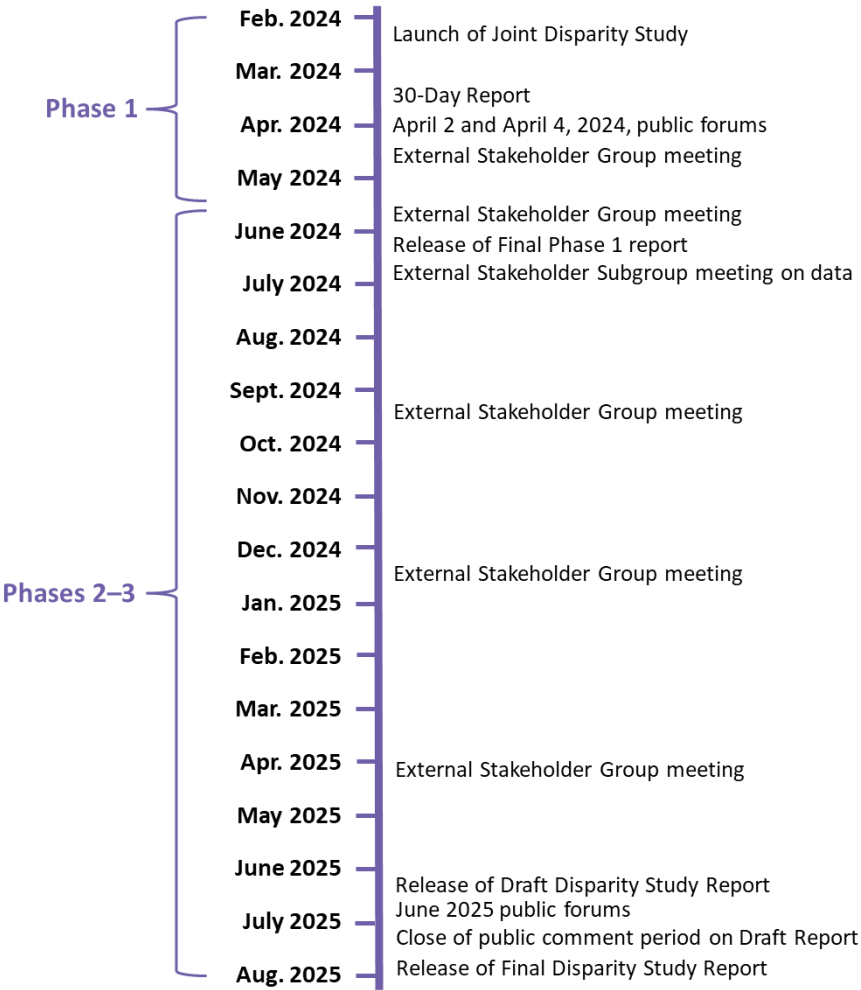 Feb. 2024
Launch of Joint Disparity Study
Mar. 2024
30-Day Report
Phase 1
Apr. 2024
April 2 and April 4, 2024, public forums
External Stakeholder Group meeting
May 2024
External Stakeholder Group meeting
June 2024
Release of Final Phase 1 report
External Stakeholder Subgroup meeting on data
July 2024
Aug. 2024
Sept. 2024
External Stakeholder Group meeting
Oct. 2024
Nov. 2024
Dec. 2024
External Stakeholder Group meeting
Phases 2–3
Jan. 2025
Feb. 2025
Mar. 2025
Apr. 2025
External Stakeholder Group meeting
May 2025
June 2025
Release of Draft Disparity Study Report
June 2025 public forums
July 2025
Close of public comment period on Draft Report
Release of Final Disparity Study Report
Aug. 2025